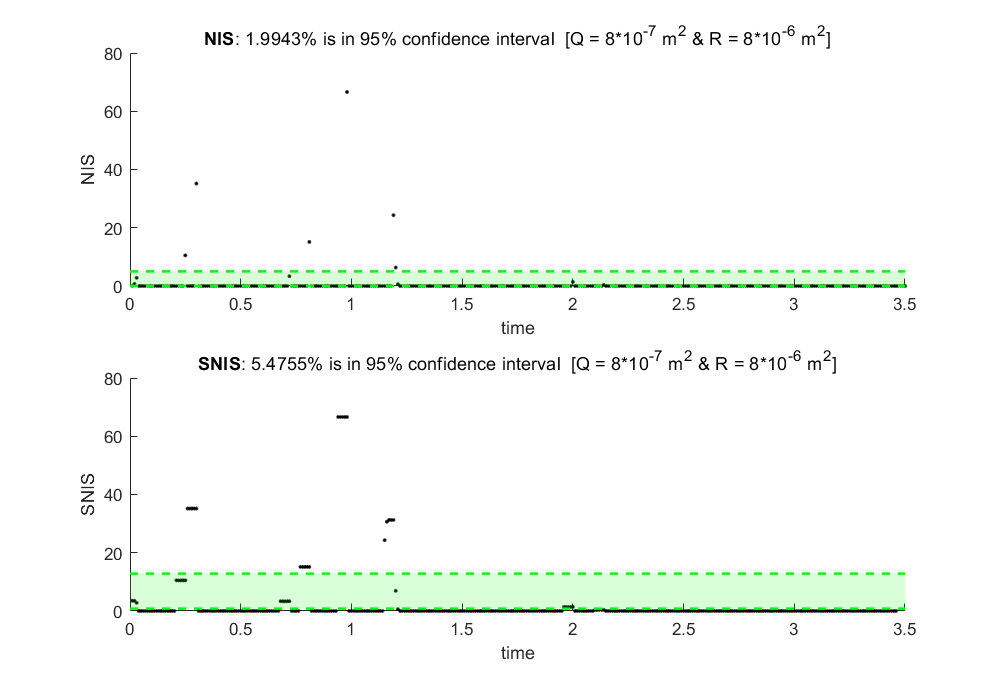 NIS: 1.9943% is in 95% confidence interval [Q = 8*10-7 m2 & R = 8*10-6 m2]
80
60
40
20
0
NIS
0 0.5 1 1.5 2 2.5 3 3.5
time
SNIS: 5.4755% is in 95% confidence interval [Q = 8*10-7 m2 & R = 8*10-6 m2]
80
60
40
20
0
SNIS
0 0.5 1 1.5 2 2.5 3 3.5
time